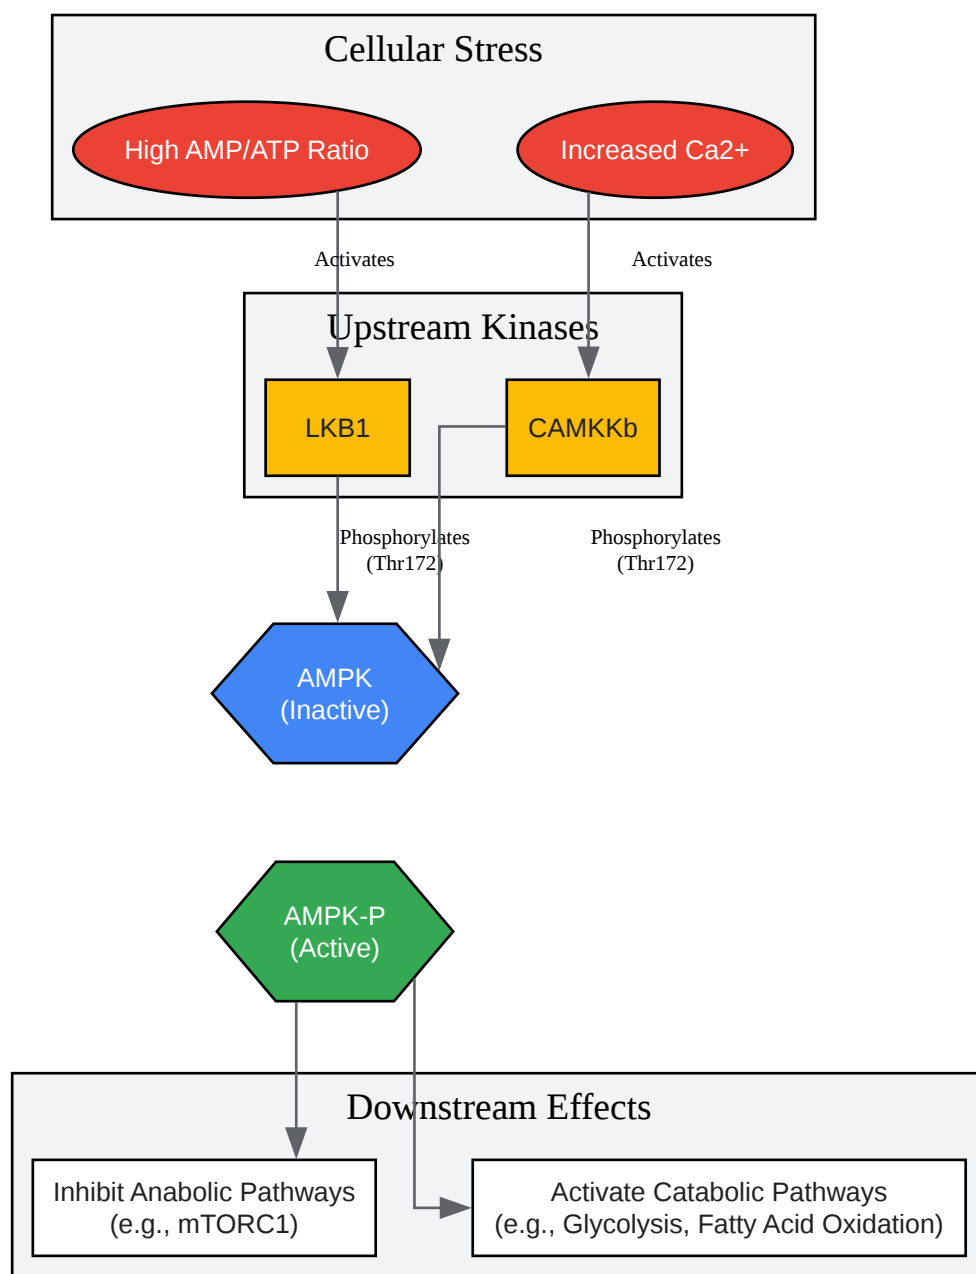 Cellular Stress
High AMP/ATP Ratio
Increased Ca2+
Activates
Activates
Upstream Kinases
LKB1
CAMKKb
Phosphorylates
(Thr172)
Phosphorylates
(Thr172)
AMPK
(Inactive)
AMPK-P
(Active)
Downstream Effects
Inhibit Anabolic Pathways
(e.g., mTORC1)
Activate Catabolic Pathways
(e.g., Glycolysis, Fatty Acid Oxidation)